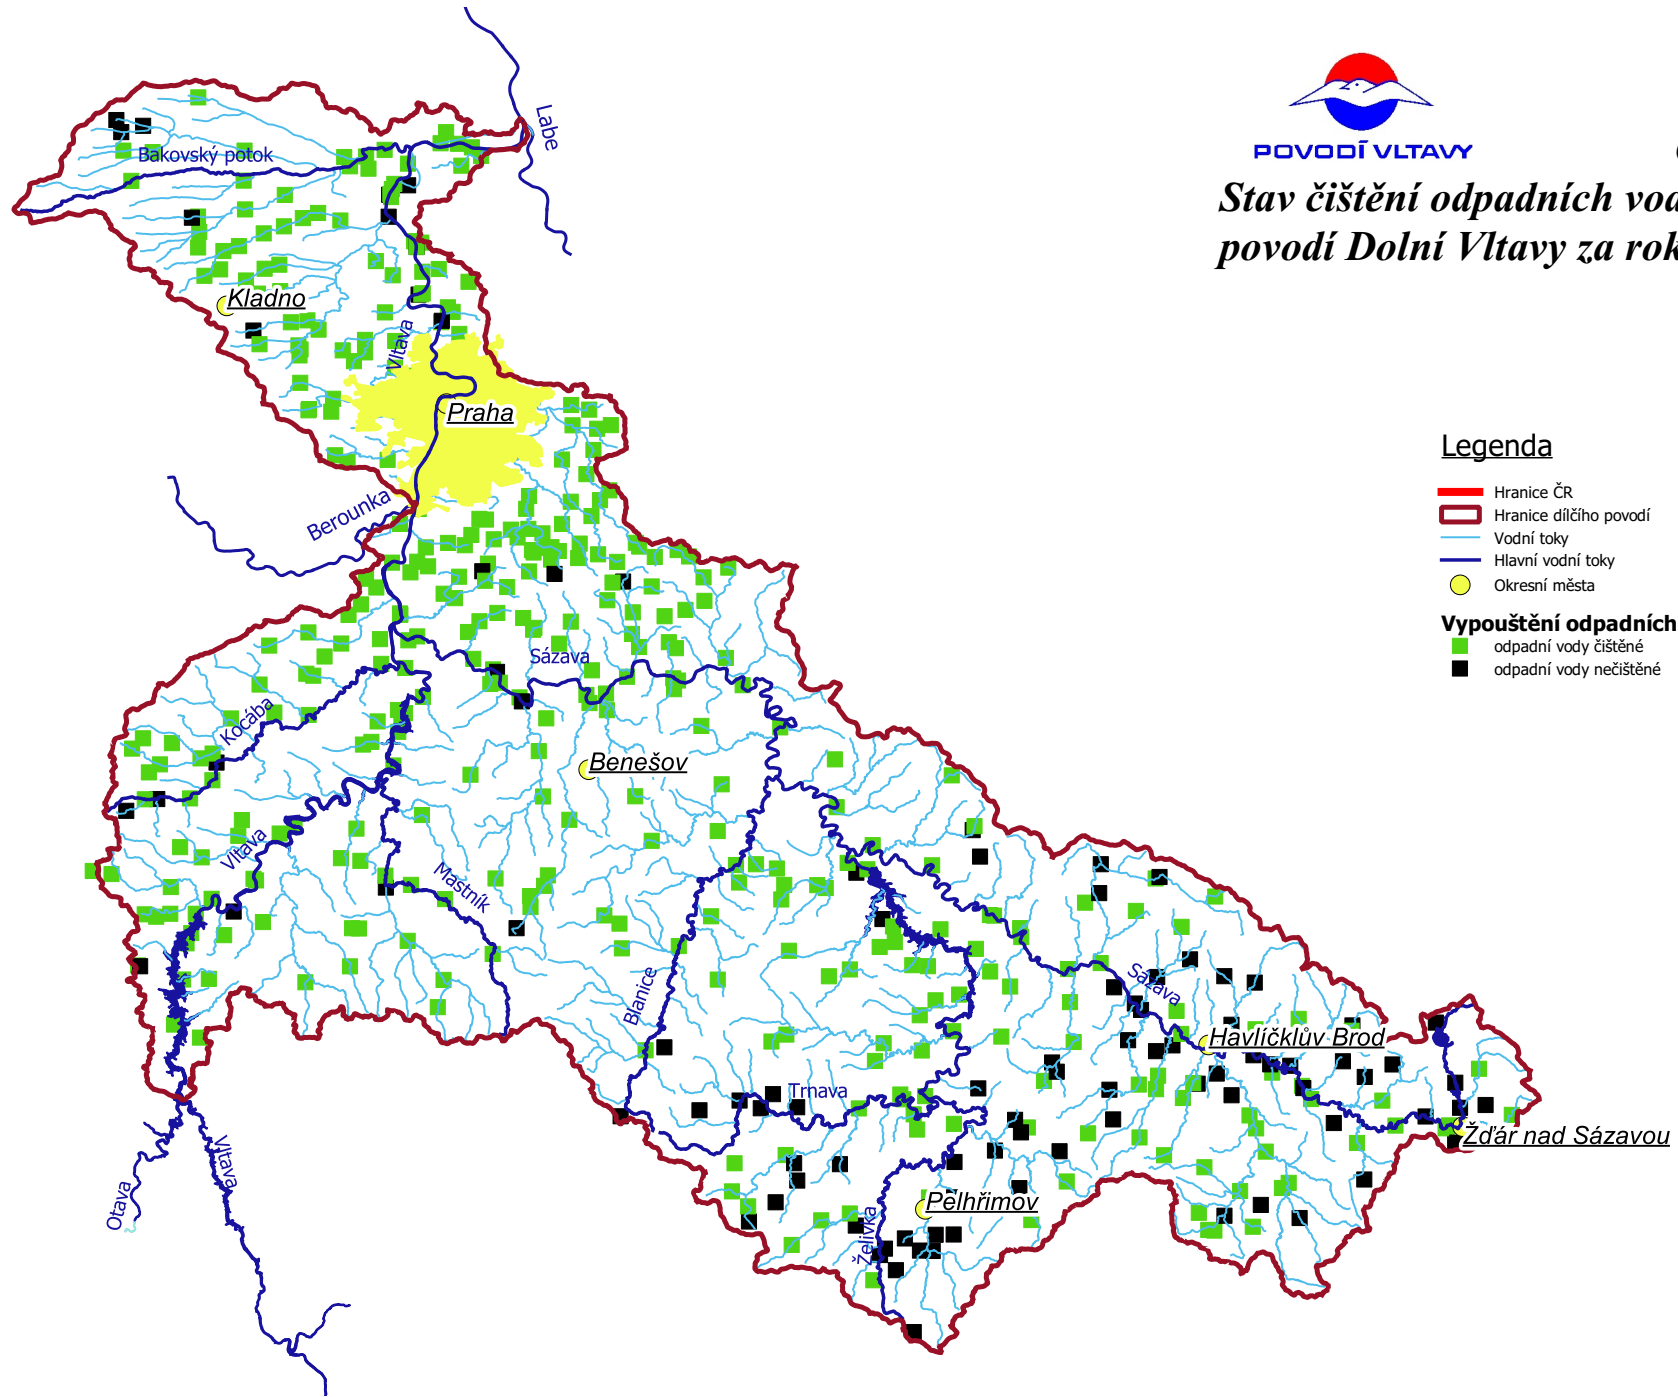 POVODÍ VLTAVY
Stav čištění odpadních vod
povodí Dolní Vltavy za rok
Labe
Bakovský potok
Kladno
Vltava
Praha
Berounka
Legenda
Hranice ČR
Hranice dílčího povodí
Vodní toky
Hlavní vodní toky
Okresní města
Vypouštění odpadních
odpadní vody čištěné
odpadní vody nečištěné
Sázava
Kocába
Benešov
Vltava
Mastník
Blanice
Sázava
Havlíčklův Brod
Trnava
Žďár nad Sázavou
Vltava
Otava
Pelhřimov
Želivka